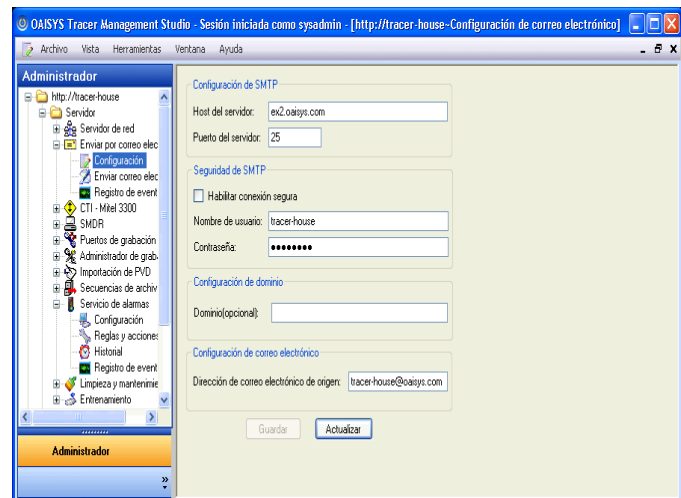 OAISYS Tracer Management Studio - Sesión iniciada como sysadmin - [http://tracer-house~Configuración de correo electrónico]
Archivo Vista Herramientas Ventana Ayuda
Administrador
http://tracer-house
Servidor
Servidor de red
Enviar por correo elec
Configuración
Enviar correo elec
Registro de event
CTI - Mitel 3300
SMDR
Puertos de grabación
Administrador de grab
Importación de PVD
Secuencias de archiv
Servicio de alarmas
Configuración
Reglas y acciones
Historial
Registro de event
Limpieza y mantenimie
Entrenamiento
Administrador
Configuración de SMTP
Host del servidor: ex2.oaisys.com
Puerto del servidor: 25
Seguridad de SMTP
Habilitar conexión segura
Nombre de usuario: tracer-house
Contraseña: ●●●●●●●●
Configuración de dominio
Dominio(opcional):
Configuración de correo electrónico
Dirección de correo electrónico de origen: tracer-house@oaisys.com
Guardar Actualizar